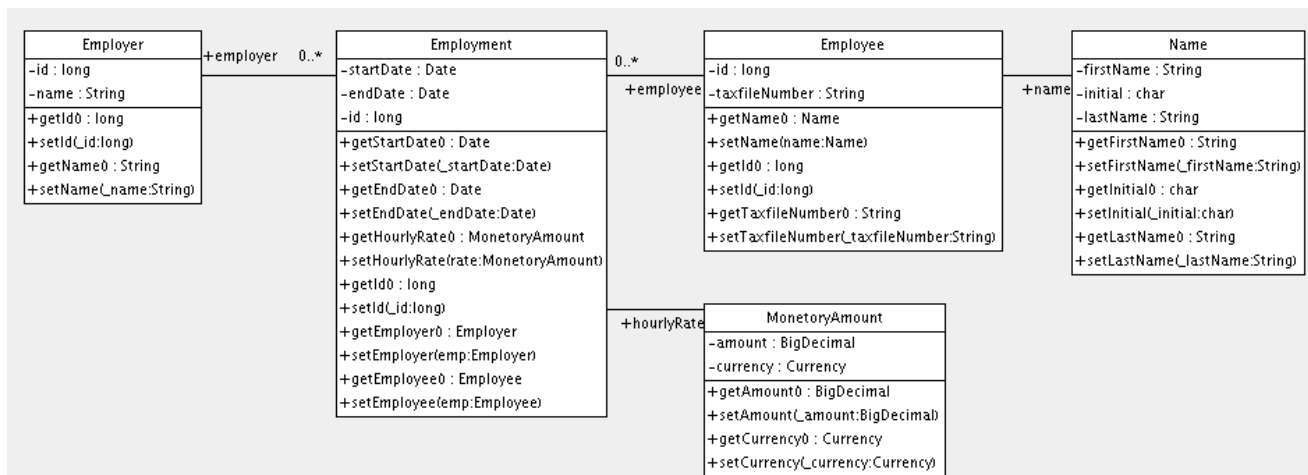 Employer
-id : long
-name : String
+getId() : long
+setId(_id:long)
+getName() : String
+setName(_name:String)
+employer
0..*
Employment
-startDate : Date
-endDate : Date
-id : long
+getStartDate() : Date
+setStartDate(_startDate:Date)
+getEndDate() : Date
+setEndDate(_endDate:Date)
+getHourlyRate() : MonetoryAmount
+setHourlyRate(rate:MonetoryAmount)
+getId() : long
+setId(_id:long)
+getEmployer() : Employer
+setEmployer(emp:Employer)
+getEmployee() : Employee
+setEmployee(emp:Employee)
0..*
+employee
Employee
-id : long
-taxfileNumber : String
+getName() : Name
+setName(name:Name)
+getId() : long
+setId(_id:long)
+getTaxfileNumber() : String
+setTaxfileNumber(_taxfileNumber:String)
+name
Name
-firstName : String
-initial : char
-lastName : String
+getFirstName() : String
+setFirstName(_firstName:String)
+getInitial() : char
+setInitial(_initial:char)
+getLastName() : String
+setLastName(_lastName:String)
+hourlyRate
MonetoryAmount
-amount : BigDecimal
-currency : Currency
+getAmount() : BigDecimal
+setAmount(_amount:BigDecimal)
+getCurrency() : Currency
+setCurrency(_currency:Currency)